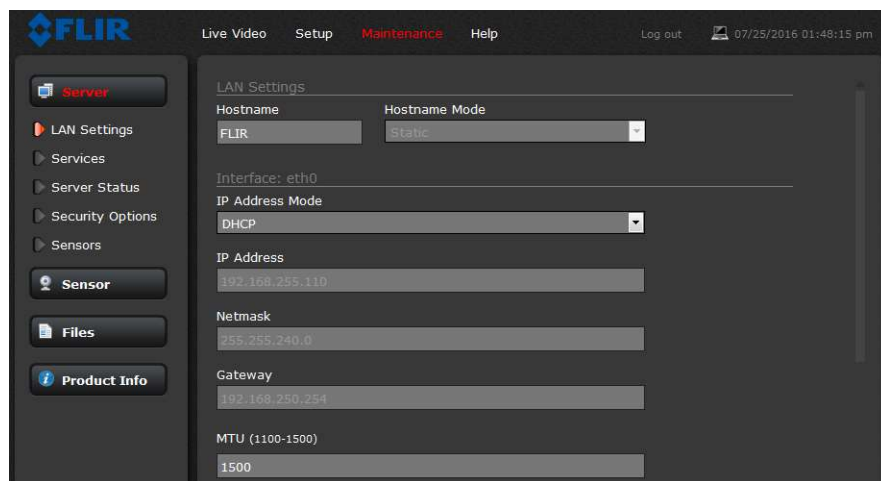 FLIR
Live Video Setup Maintenance Help Log out 07/25/2016 01:48:15 pm
Server
LAN Settings
Services
Server Status
Security Options
Sensors
Sensor
Files
Product Info
LAN Settings
Hostname Hostname Mode
FLIR Static
Interface: eth0
IP Address Mode
DHCP
IP Address
192.168.255.110
Netmask
255.255.240.0
Gateway
192.168.250.254
MTU (1100-1500)
1500